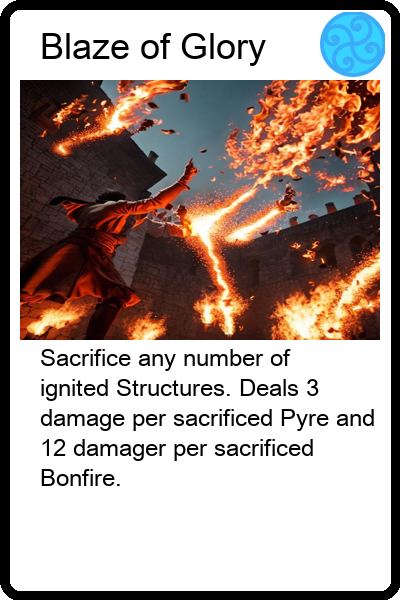 Blaze of Glory
Sacrifice any number of
ignited Structures. Deals 3
damage per sacrificed Pyre and
12 damager per sacrificed
Bonfire.